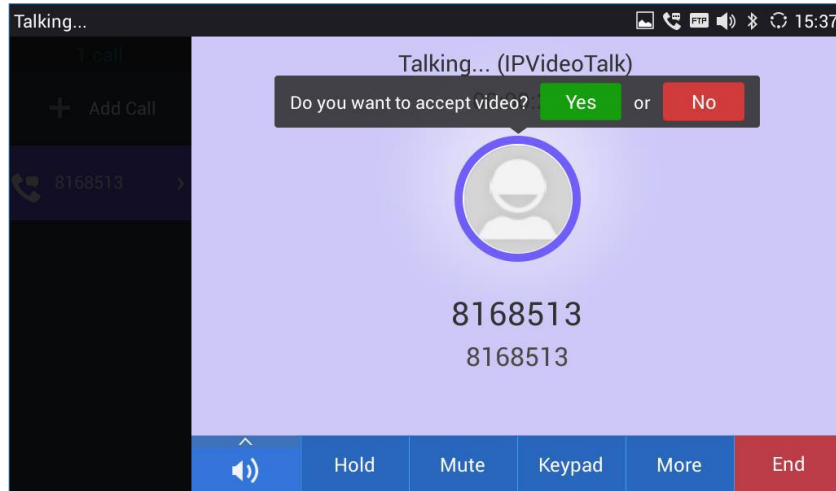 Talking...
FTP
15:37
1 call
+ Add Call
8168513
Talking... (IPVideoTalk)
Do you want to accept video? Yes or No
8168513
8168513
Hold
Mute
Keypad
More
End